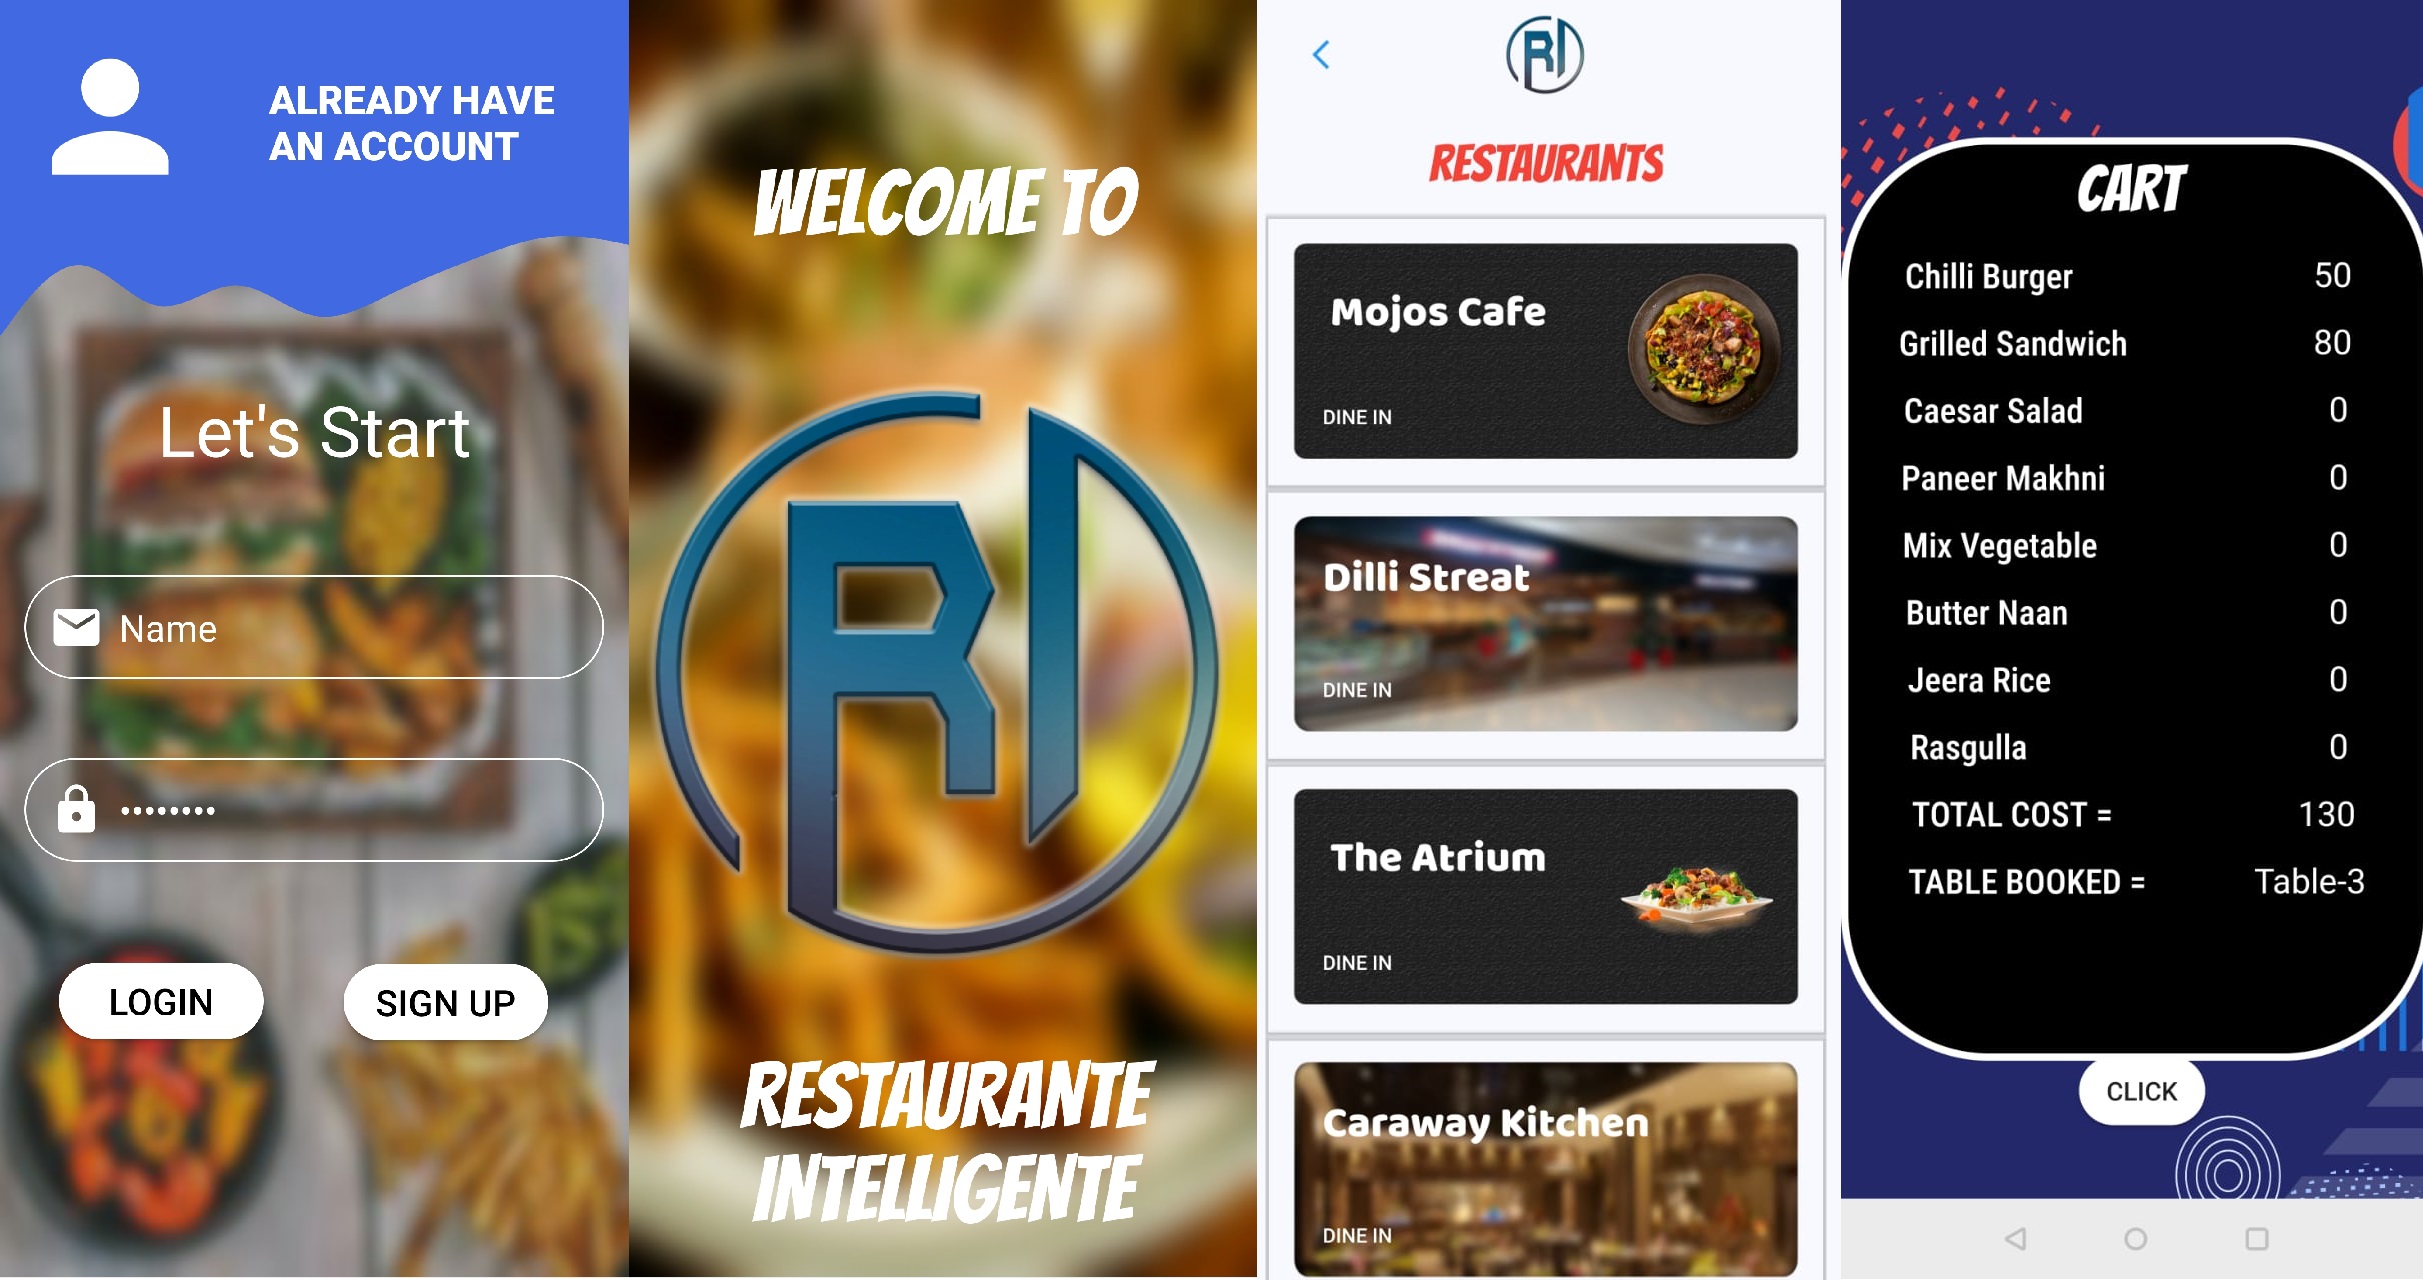 ALREADY HAVE
AN ACCOUNT
Let's Start
Name
LOGIN
SIGN UP
WELCOME TO
RI
RESTAURANTE
INTELLIGENTE
RI
RESTAURANTS
Mojos Cafe
DINE IN
Dilli Streat
DINE IN
The Atrium
DINE IN
Caraway Kitchen
DINE IN
CART
Chilli Burger 50
Grilled Sandwich 80
Caesar Salad 0
Paneer Makhni 0
Mix Vegetable 0
Butter Naan 0
Jeera Rice 0
Rasgulla 0
TOTAL COST = 130
TABLE BOOKED = Table-3
CLICK